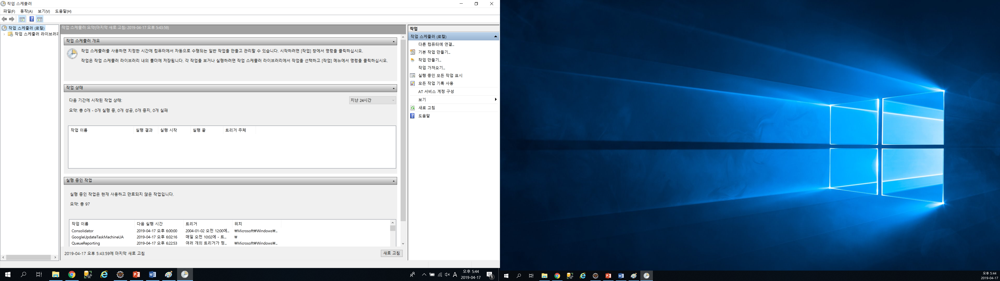 작업 스케줄러
파일(F) 동작(A) 보기(V) 도움말(H)
작업 스케줄러 (로컬)
작업 스케줄러 라이브러리
작업 스케줄러 요약(마지막 새로 고침: 2019-04-17 오후 5:43:59)
작업 스케줄러 개요
작업 스케줄러를 사용하면 지정한 시간에 컴퓨터에서 자동으로 수행되는 일반 작업을 만들고 관리할 수 있습니다. 시작하려면 [작업] 창에서 명령을 클릭하십시오.
작업은 작업 스케줄러 라이브러리 내의 폴더에 저장됩니다. 각 작업을 보거나 실행하려면 작업 스케줄러 라이브러리에서 작업을 선택하고 [작업] 메뉴에서 명령을 클릭하십시오.
작업 상태
다음 기간에 시작된 작업 상태: 지난 24시간
요약: 총 0개 - 0개 실행 중, 0개 성공, 0개 중지, 0개 실패
작업 이름 실행 결과 실행 시작 실행 끝 트리거 주체
실행 중인 작업
실행 중인 작업은 현재 사용하고 만료되지 않은 작업입니다.
요약: 총 97
작업 이름 다음 실행 시간 트리거 위치
Consolidator 2019-04-17 오후 6:00:00 2004-01-02 오전 12:00에... ₩Microsoft₩Windows₩...
GoogleUpdateTaskMachineUA 2019-04-17 오후 6:02:16 매일 오전 10:02에 - 트... ₩
QueueReporting 2019-04-17 오후 6:22:53 여러 개의 트리거가 정... ₩Microsoft₩Windows₩...
2019-04-17 오후 5:43:59에 마지막 새로 고침 새로 고침
작업
작업 스케줄러 (로컬)
다른 컴퓨터에 연결...
기본 작업 만들기...
작업 만들기...
작업 가져오기...
실행 중인 모든 작업 표시
모든 작업 기록 사용
AT 서비스 계정 구성
보기
새로 고침
도움말
A
오후 5:44
2019-04-17
1
오후 5:44
2019-04-17